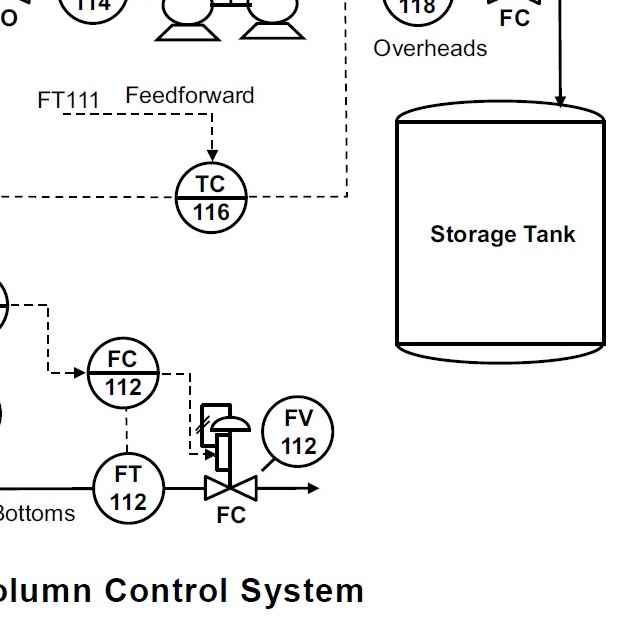 O
114
118
FC
Overheads
FT111 Feedforward
TC
116
Storage Tank
FC
112
FV
112
FT
112
FC
Bottoms
olumn Control System